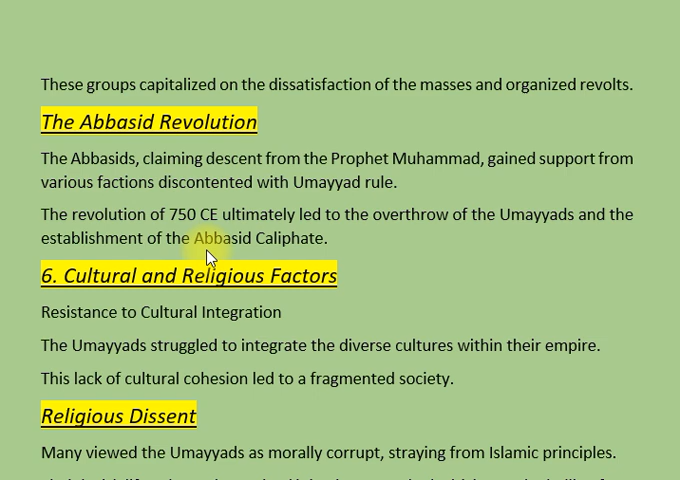 These groups capitalized on the dissatisfaction of the masses and organized revolts.
The Abbasid Revolution
The Abbasids, claiming descent from the Prophet Muhammad, gained support from
various factions discontented with Umayyad rule.
The revolution of 750 CE ultimately led to the overthrow of the Umayyads and the
establishment of the Abbasid Caliphate.
6. Cultural and Religious Factors
Resistance to Cultural Integration
The Umayyads struggled to integrate the diverse cultures within their empire.
This lack of cultural cohesion led to a fragmented society.
Religious Dissent
Many viewed the Umayyads as morally corrupt, straying from Islamic principles.